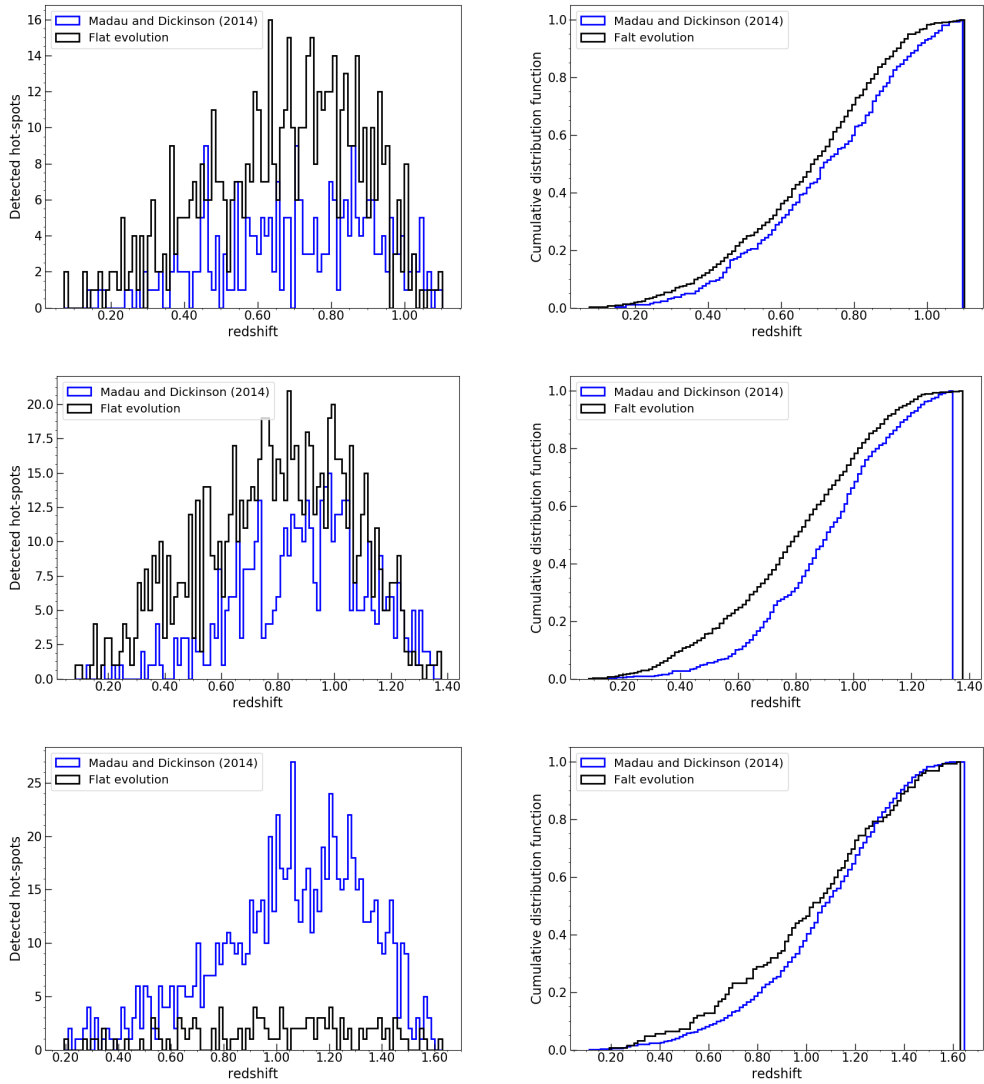 Madau and Dickinson (2014)
Flat evolution
Detected hot-spots
16
14
12
10
8
6
4
2
0
0.20 0.40 0.60 0.80 1.00
redshift
Madau and Dickinson (2014)
Falt evolution
Cumulative distribution function
1.0
0.8
0.6
0.4
0.2
0.0
0.20 0.40 0.60 0.80 1.00
redshift
Madau and Dickinson (2014)
Flat evolution
Detected hot-spots
20.0
17.5
15.0
12.5
10.0
7.5
5.0
2.5
0.0
0.20 0.40 0.60 0.80 1.00 1.20 1.40
redshift
Madau and Dickinson (2014)
Falt evolution
Cumulative distribution function
1.0
0.8
0.6
0.4
0.2
0.0
0.20 0.40 0.60 0.80 1.00 1.20 1.40
redshift
Madau and Dickinson (2014)
Flat evolution
Detected hot-spots
25
20
15
10
5
0
0.20 0.40 0.60 0.80 1.00 1.20 1.40 1.60
redshift
Madau and Dickinson (2014)
Falt evolution
Cumulative distribution function
1.0
0.8
0.6
0.4
0.2
0.0
0.20 0.40 0.60 0.80 1.00 1.20 1.40 1.60
redshift